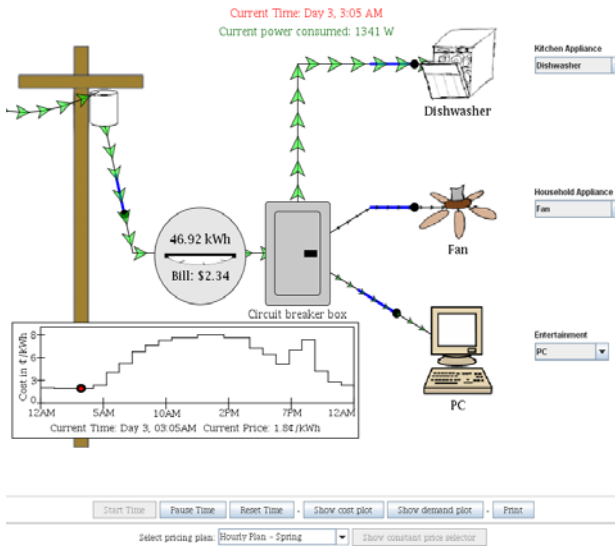 Current Time: Day 3, 3:05 AM
Current power consumed: 1341 W
Kitchen Appliance
Dishwasher
Dishwasher
Household Appliance
Fan
Fan
46.92 kWh
Bill: $2.34
Circuit breaker box
Entertainment
PC
PC
Cost in ¢/kWh
8
6
3
0
12AM 5AM 10AM 2PM 7PM 12AM
Current Time: Day 3, 03:05AM Current Price: 1.8¢/kWh
Start Time Pause Time Reset Time - Show cost plot Show demand plot - Print
Select pricing plan: Hourly Plan - Spring Show constant price selector